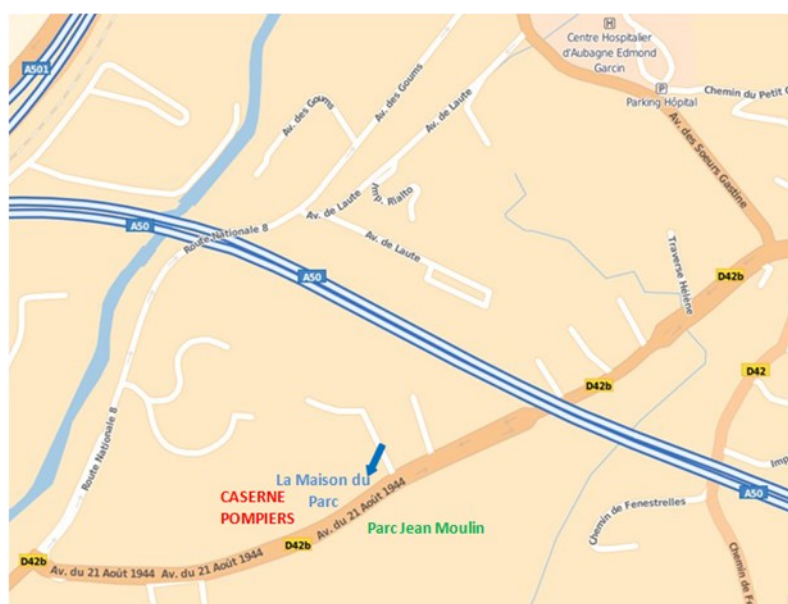 A501
H
Centre Hospitalier
d'Aubagne Edmond
Garcin
P
Parking Hôpital
Chemin du Petit
Av. des Goums
Av. des Goums
Av. de Laute
Av. des Soeurs Gastine
Imp. Rialto
Av. de Laute
Av. de Laute
A50
Route Nationale 8
A50
Traverse Hélène
D42b
D42b
D42
Route Nationale 8
La Maison du
Parc
CASERNE
POMPIERS
Av. du 21 Août 1944
Parc Jean Moulin
A50
Chemin de Fenestrelles
D42b
D42b
Av. du 21 Août 1944
Av. du 21 Août 1944
Chemin de